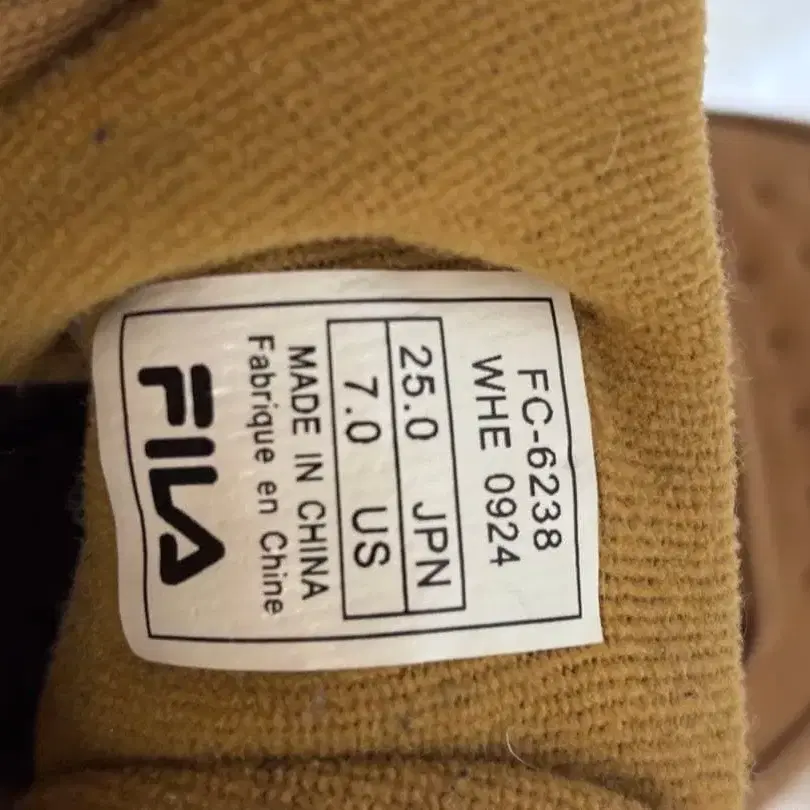 FC-6238
WHE 0924
25.0 JPN
7.0 US
MADE IN CHINA
Fabrique en Chine
FILA